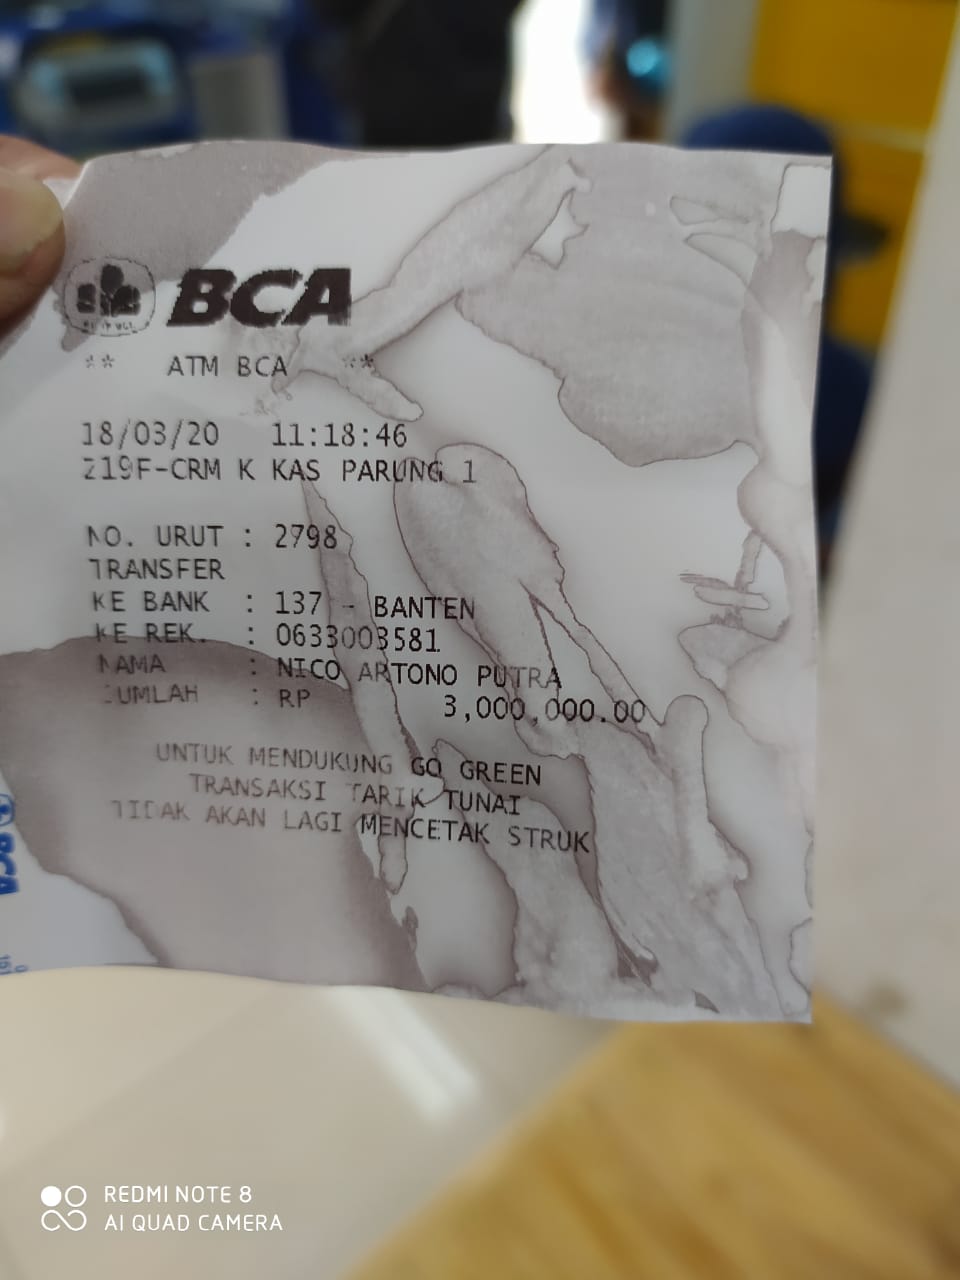 BCA
** ATM BCA **
18/03/20 11:18:46
Z19F-CRM K KAS PARUNG 1
NO. URUT : 2798
TRANSFER
KE BANK : 137 - BANTEN
KE REK. : 0633003581
NAMA : NICO ARTONO PUTRA
JUMLAH : RP 3,000,000.00
UNTUK MENDUKUNG GO GREEN
TRANSAKSI TARIK TUNAI
TIDAK AKAN LAGI MENCETAK STRUK
BCA
REDMI NOTE 8
AI QUAD CAMERA